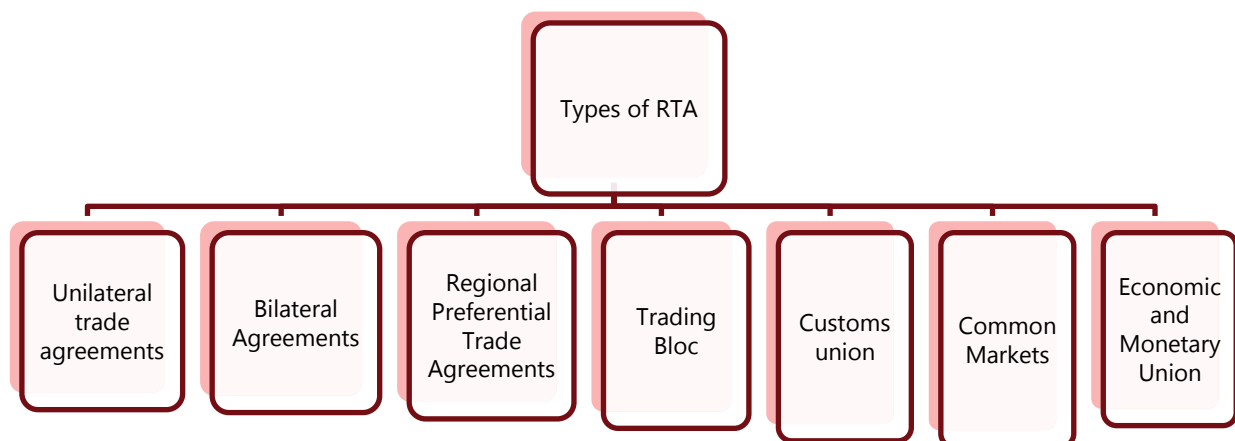 Types of RTA
Unilateral
trade
agreements
Bilateral
Agreements
Regional
Preferential
Trade
Agreements
Trading
Bloc
Customs
union
Common
Markets
Economic
and
Monetary
Union